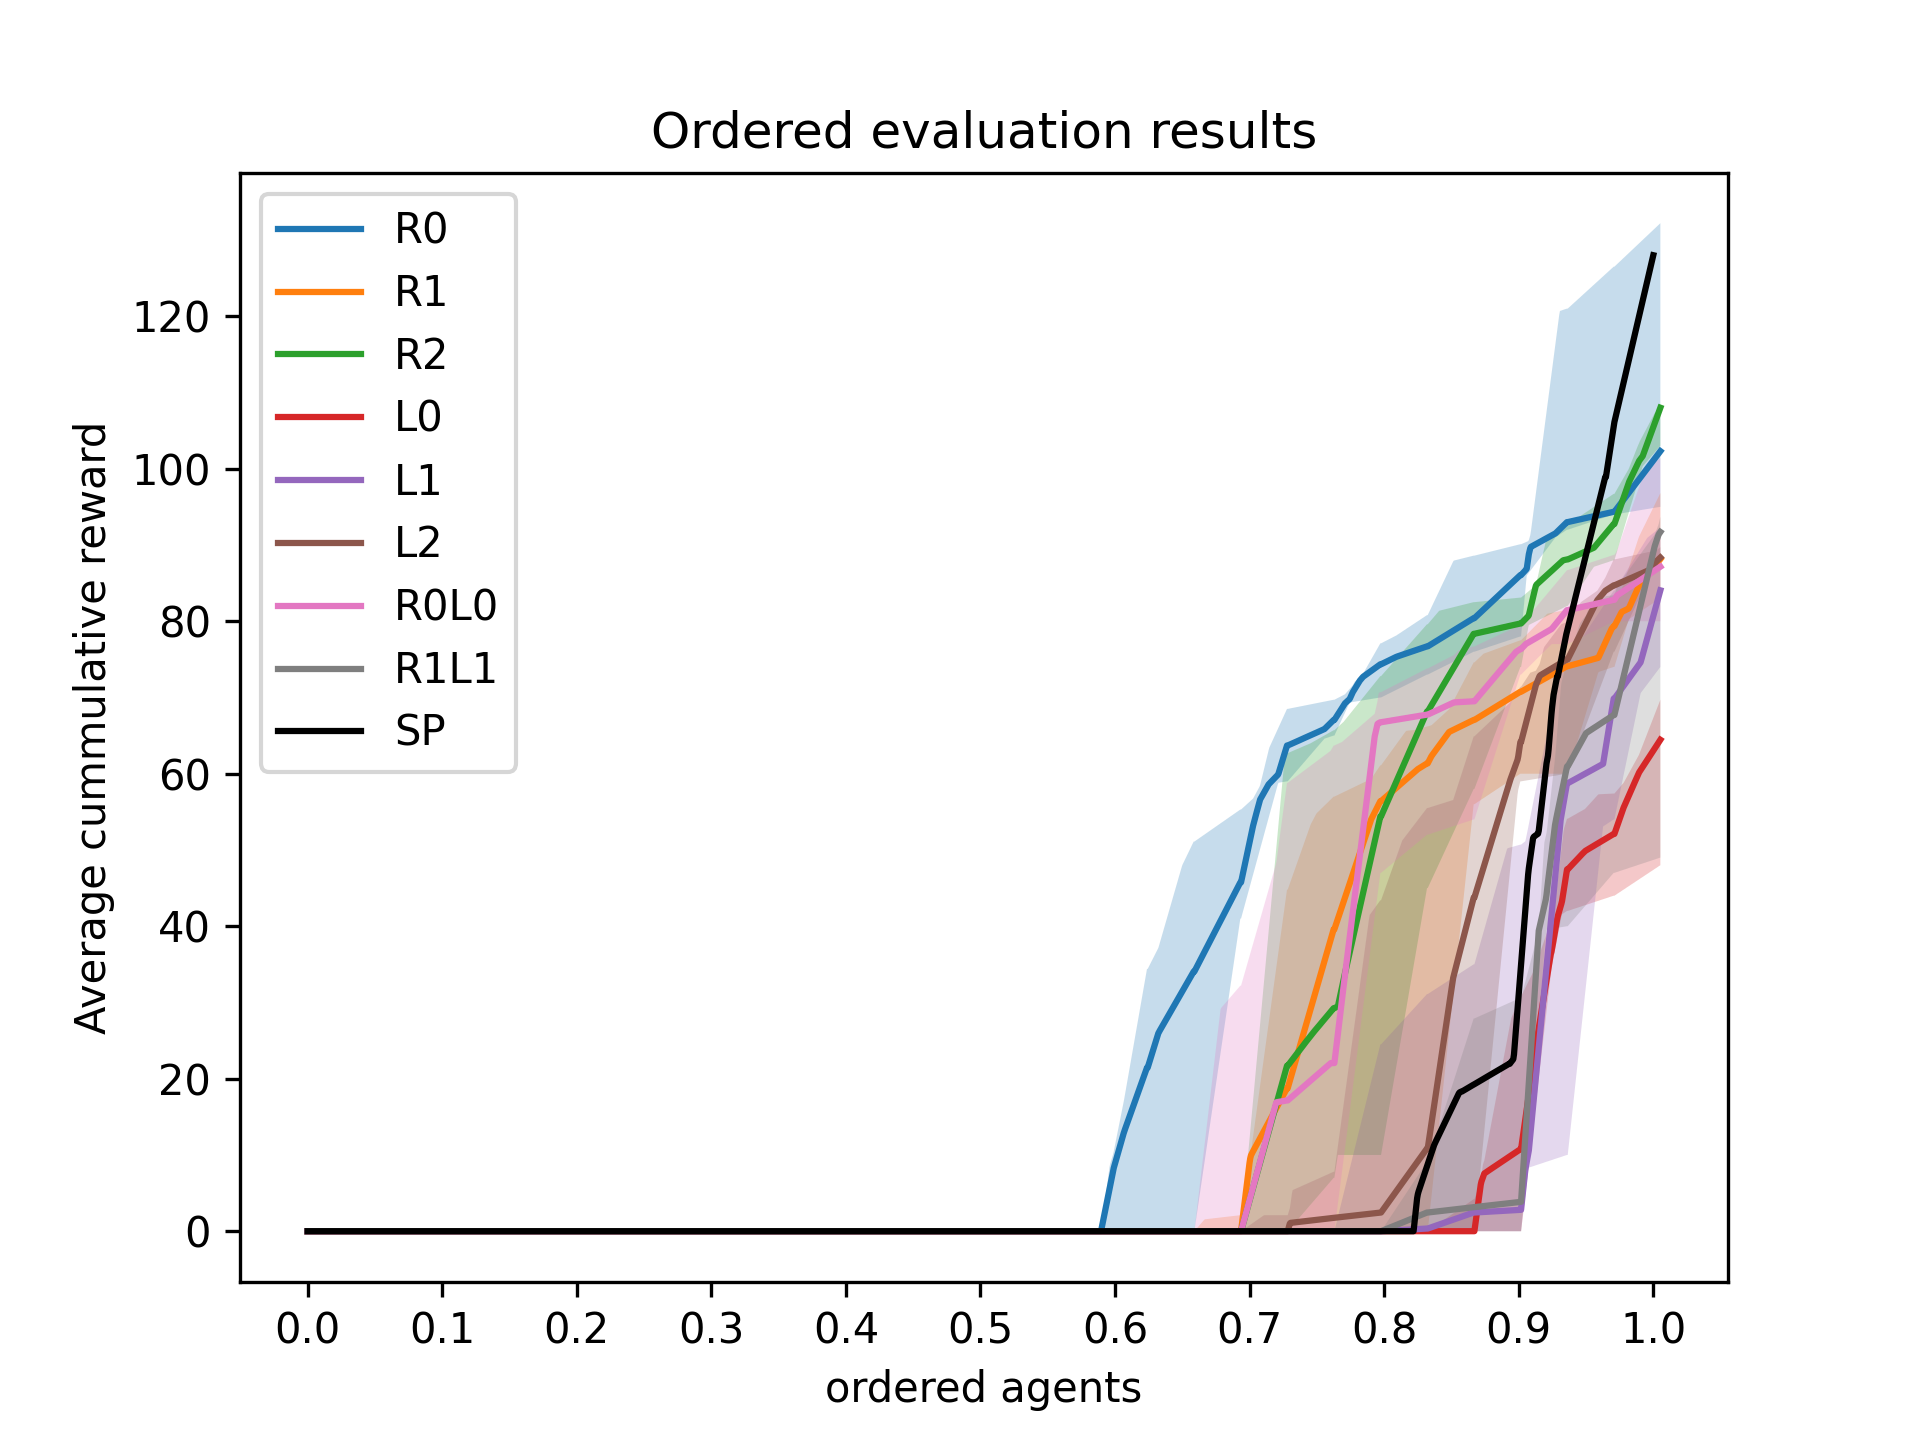 Ordered evaluation results
R0
R1
R2
L0
L1
L2
R0L0
R1L1
SP
Average cummulative reward
120
100
80
60
40
20
0
0.0 0.1 0.2 0.3 0.4 0.5 0.6 0.7 0.8 0.9 1.0
ordered agents